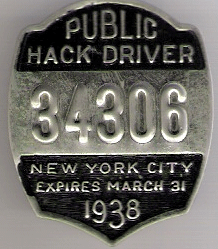 PUBLIC
HACK DRIVER
34306
NEW YORK CITY
EXPIRES MARCH 31
1938